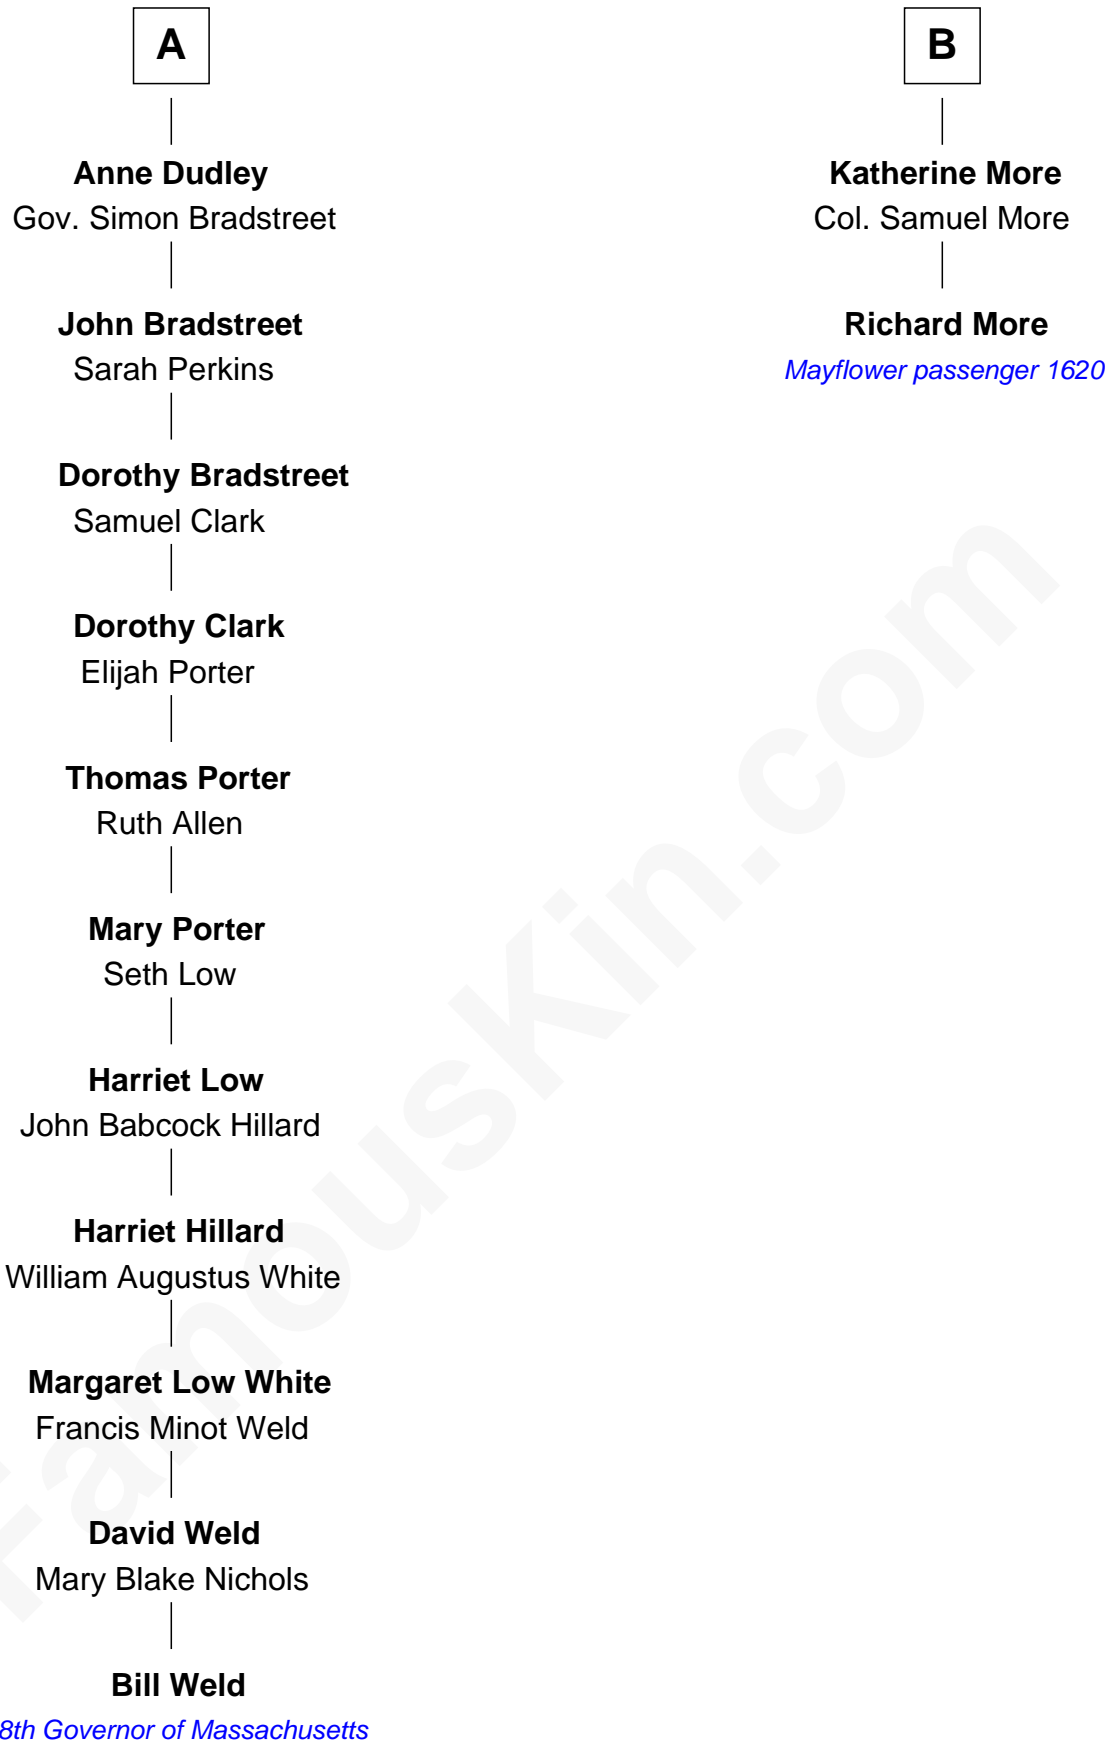 A
Anne Dudley
Gov. Simon Bradstreet
John Bradstreet
Sarah Perkins
Dorothy Bradstreet
Samuel Clark
Dorothy Clark
Elijah Porter
Thomas Porter
Ruth Allen
Mary Porter
Seth Low
Harriet Low
John Babcock Hillard
Harriet Hillard
William Augustus White
Margaret Low White
Francis Minot Weld
David Weld
Mary Blake Nichols
Bill Weld
8th Governor of Massachusetts
B
Katherine More
Col. Samuel More
Richard More
Mayflower passenger 1620
FamousKin.com